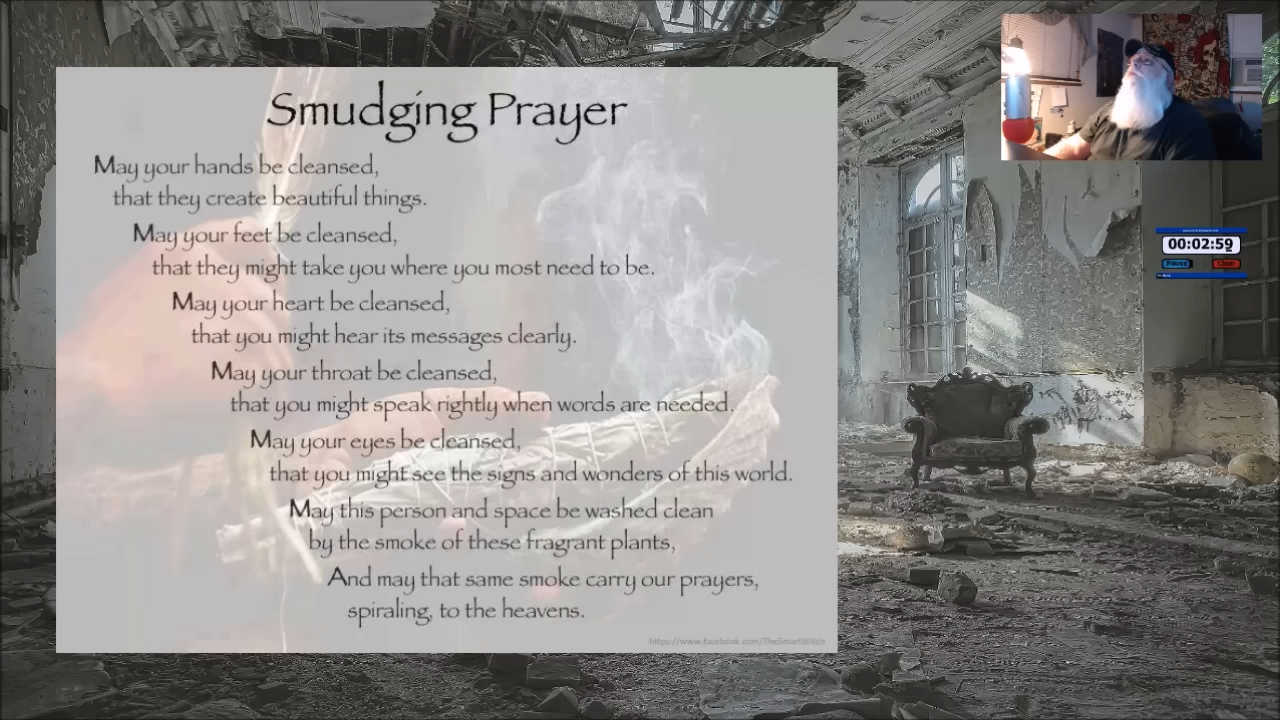 Smudging Prayer
May your hands be cleansed,
that they create beautiful things.
May your feet be cleansed,
that they might take you where you most need to be.
May your heart be cleansed,
that you might hear its messages clearly.
May your throat be cleansed,
that you might speak rightly when words are needed.
May your eyes be cleansed,
that you might see the signs and wonders of this world.
May this person and space be washed clean
by the smoke of these fragrant plants,
And may that same smoke carry our prayers,
spiraling, to the heavens.
https://www.facebook.com/TheSmartWitch
00:02:59
Pause
Clear